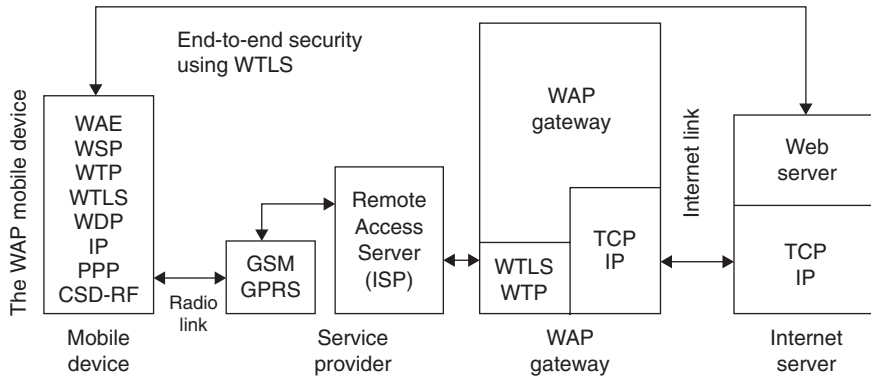 End-to-end security
using WTLS
The WAP mobile device
WAE
WSP
WTP
WTLS
WDP
IP
PPP
CSD-RF
Mobile
device
Radio
link
GSM
GPRS
Remote
Access
Server
(ISP)
Service
provider
WAP
gateway
WTLS
WTP
TCP
IP
WAP
gateway
Internet link
Web
server
TCP
IP
Internet
server